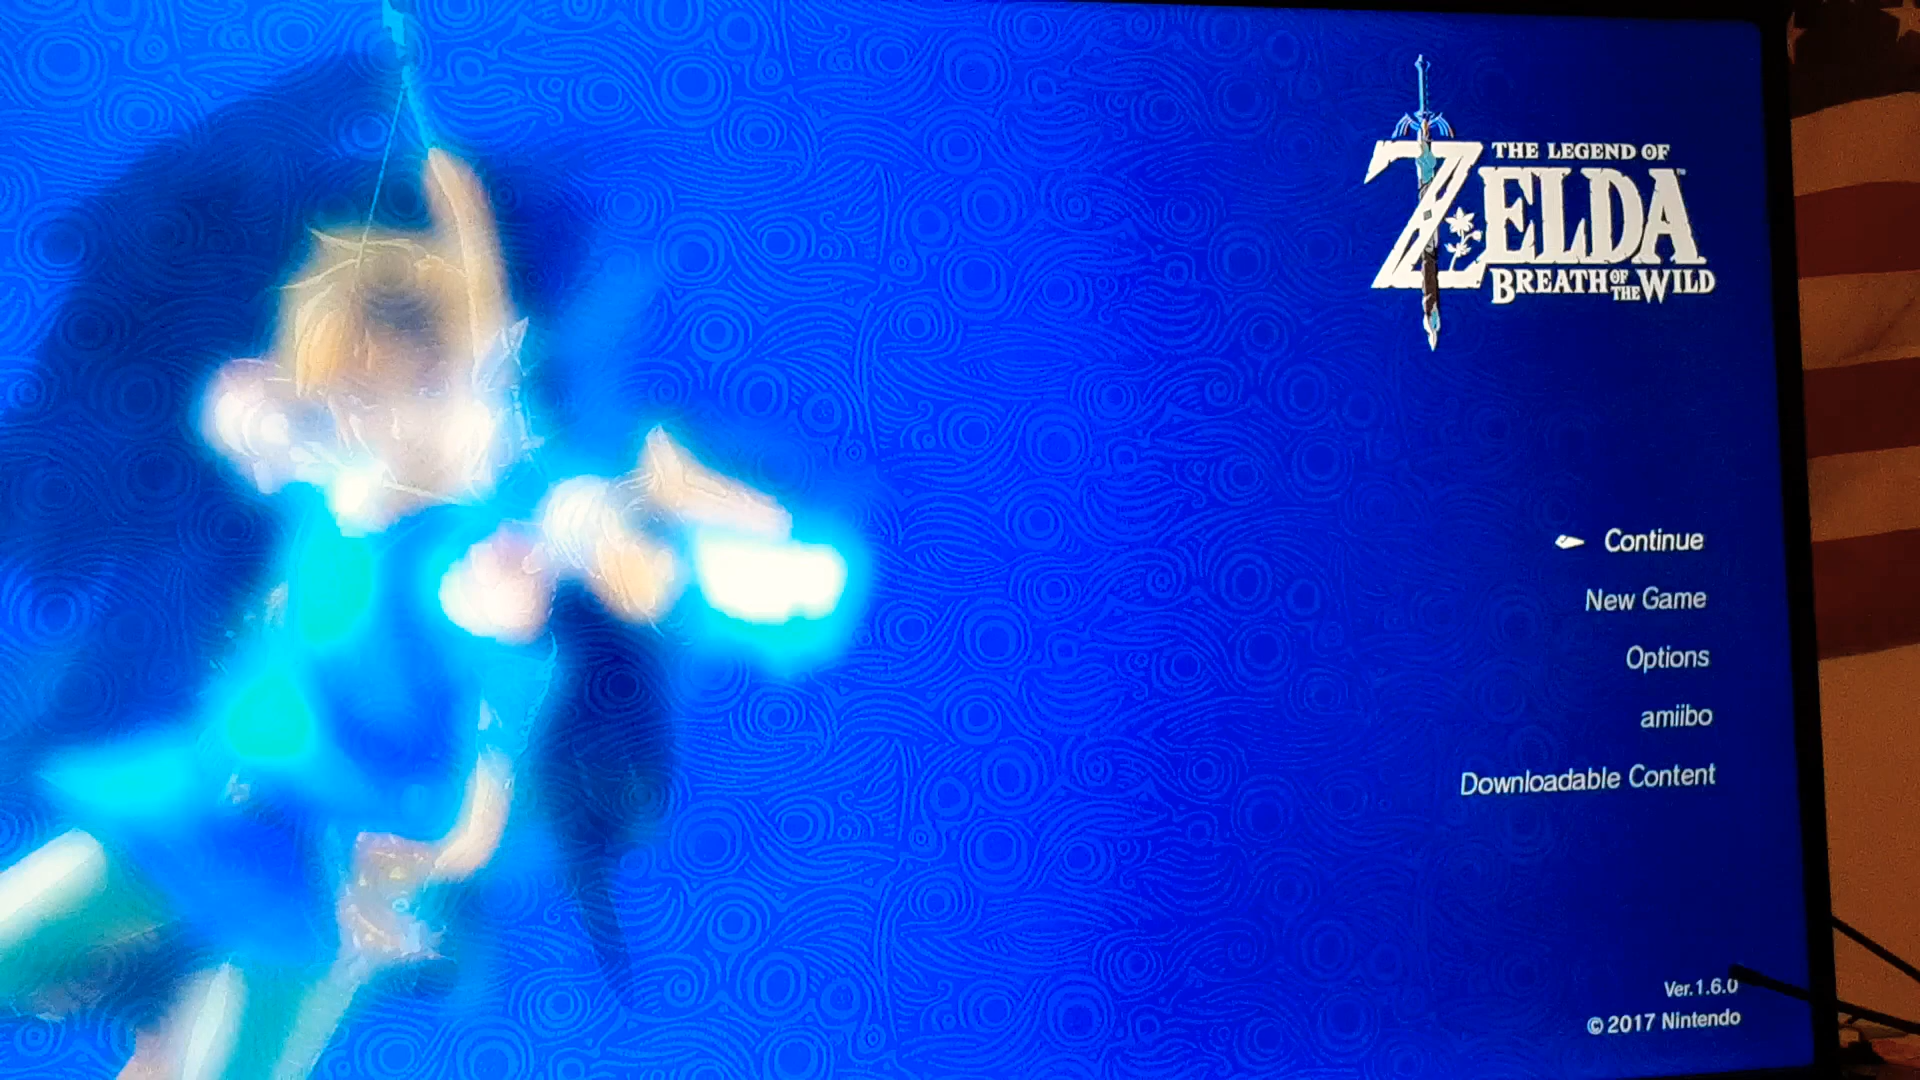 THE LEGEND OF
ZELDA™
BREATH OF THE WILD
Continue
New Game
Options
amiibo
Downloadable Content
Ver.1.6.0
© 2017 Nintendo